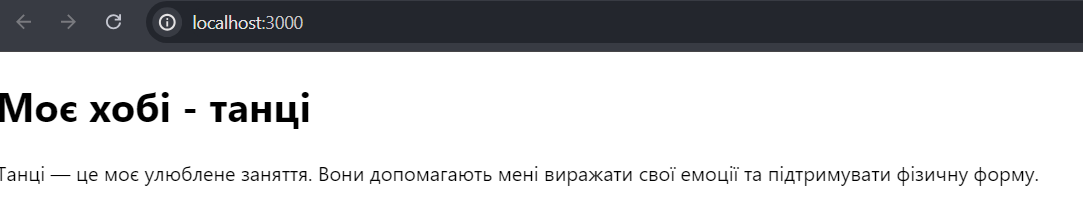 localhost:3000
Моє хобі - танці
Танці — це моє улюблене заняття. Вони допомагають мені виражати свої емоції та підтримувати фізичну форму.